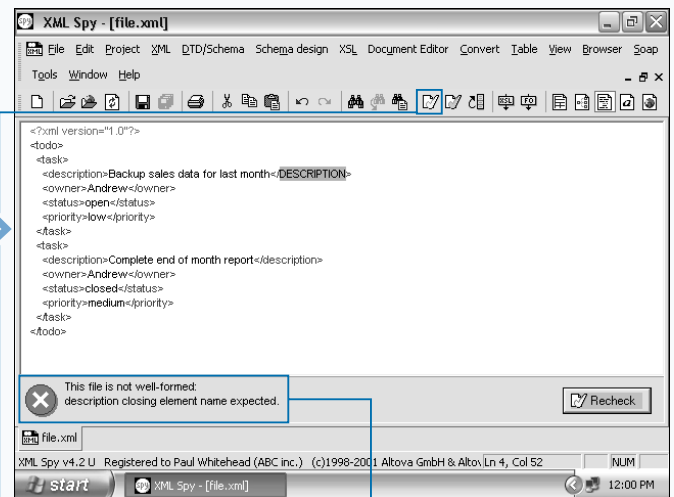 XML Spy - [file.xml]
File Edit Project XML DTD/Schema Schema design XSL Document Editor Convert Table View Browser Soap
Tools Window Help
XSL FO
<?xml version="1.0"?>
<todo>
<task>
<description>Backup sales data for last month</DESCRIPTION>
<owner>Andrew</owner>
<status>open</status>
<priority>low</priority>
</task>
<task>
<description>Complete end of month report</description>
<owner>Andrew</owner>
<status>closed</status>
<priority>medium</priority>
</task>
</todo>
This file is not well-formed:
description closing element name expected.
Recheck
file.xml
XML Spy v4.2 U Registered to Paul Whitehead (ABC inc.) (c)1998-2001 Altova GmbH & Altov Ln 4, Col 52 NUM
start XML Spy - [file.xml] 12:00 PM